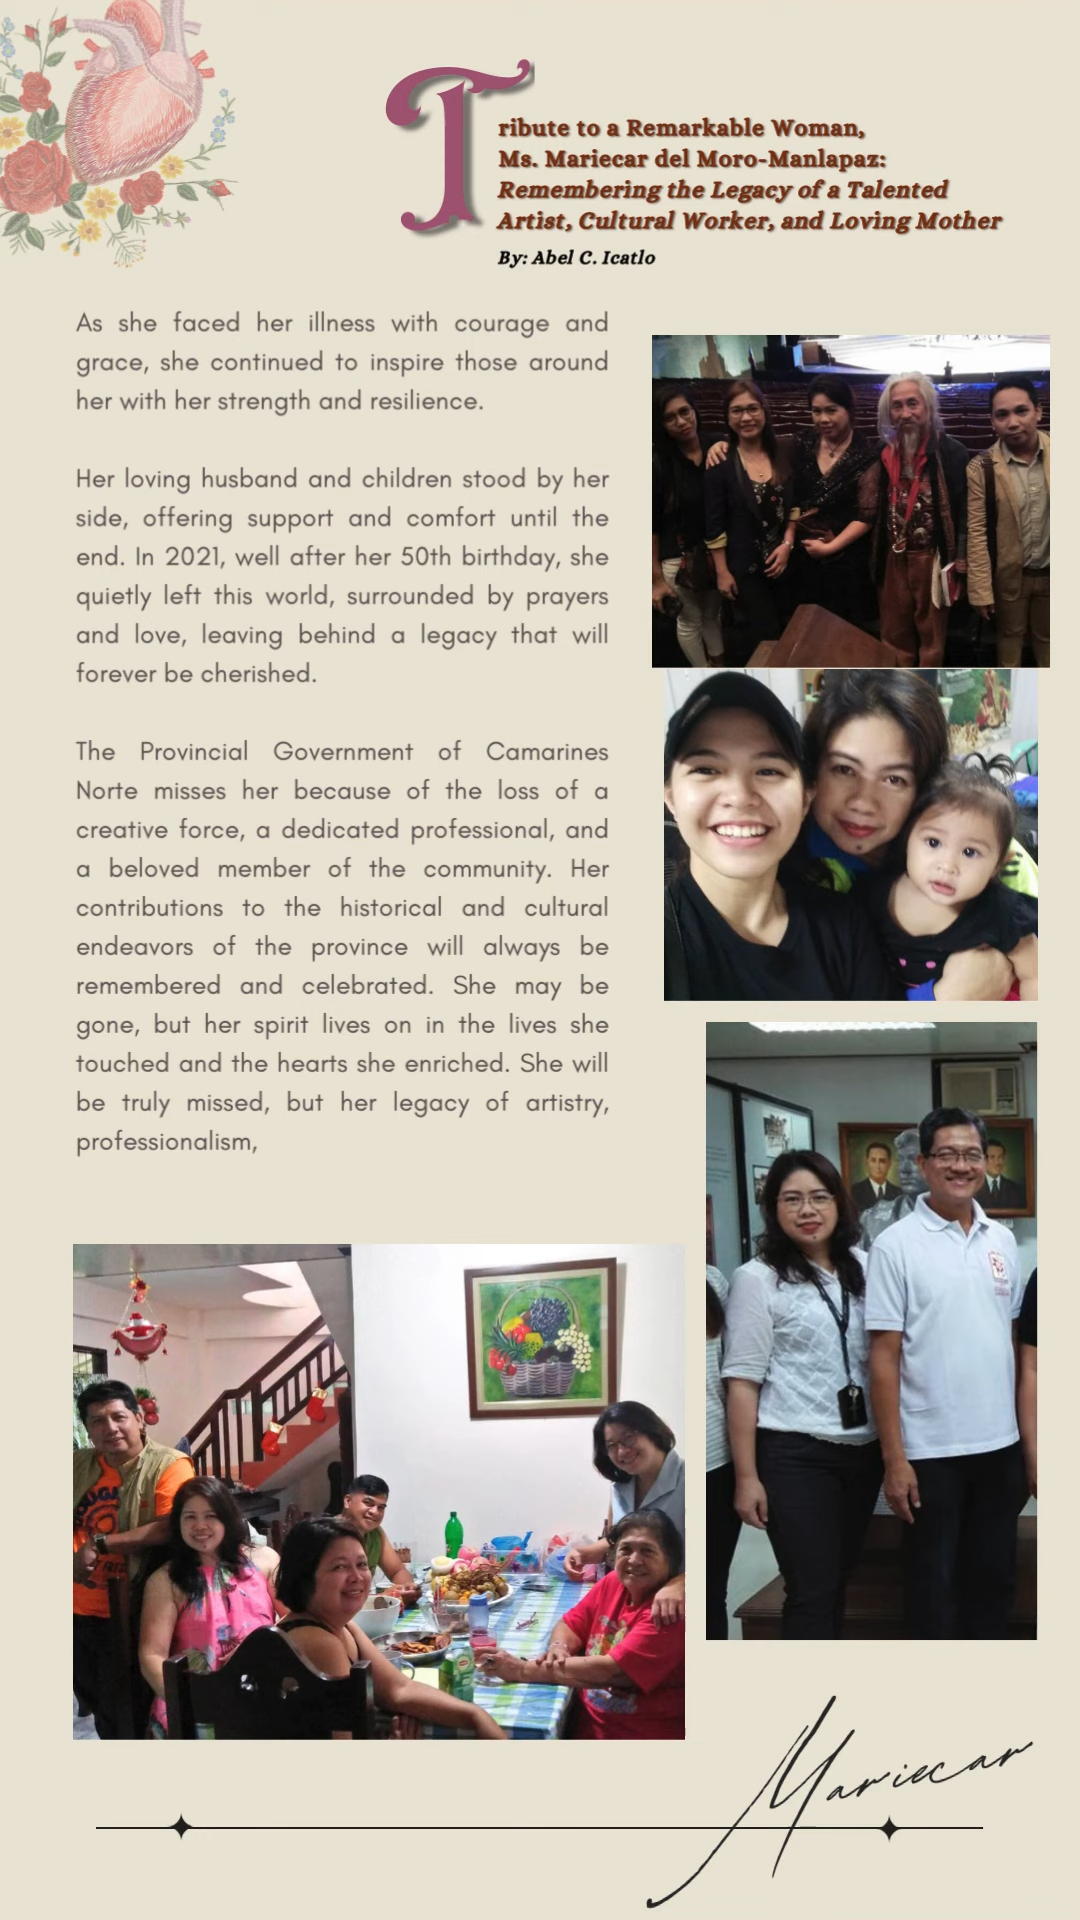 Tribute to a Remarkable Woman,
Ms. Mariecar del Moro-Manlapaz:
Remembering the Legacy of a Talented
Artist, Cultural Worker, and Loving Mother
By: Abel C. Icatlo
As she faced her illness with courage and
grace, she continued to inspire those around
her with her strength and resilience.
Her loving husband and children stood by her
side, offering support and comfort until the
end. In 2021, well after her 50th birthday, she
quietly left this world, surrounded by prayers
and love, leaving behind a legacy that will
forever be cherished.
The Provincial Government of Camarines
Norte misses her because of the loss of a
creative force, a dedicated professional, and
a beloved member of the community. Her
contributions to the historical and cultural
endeavors of the province will always be
remembered and celebrated. She may be
gone, but her spirit lives on in the lives she
touched and the hearts she enriched. She will
be truly missed, but her legacy of artistry,
professionalism,
Mariecar